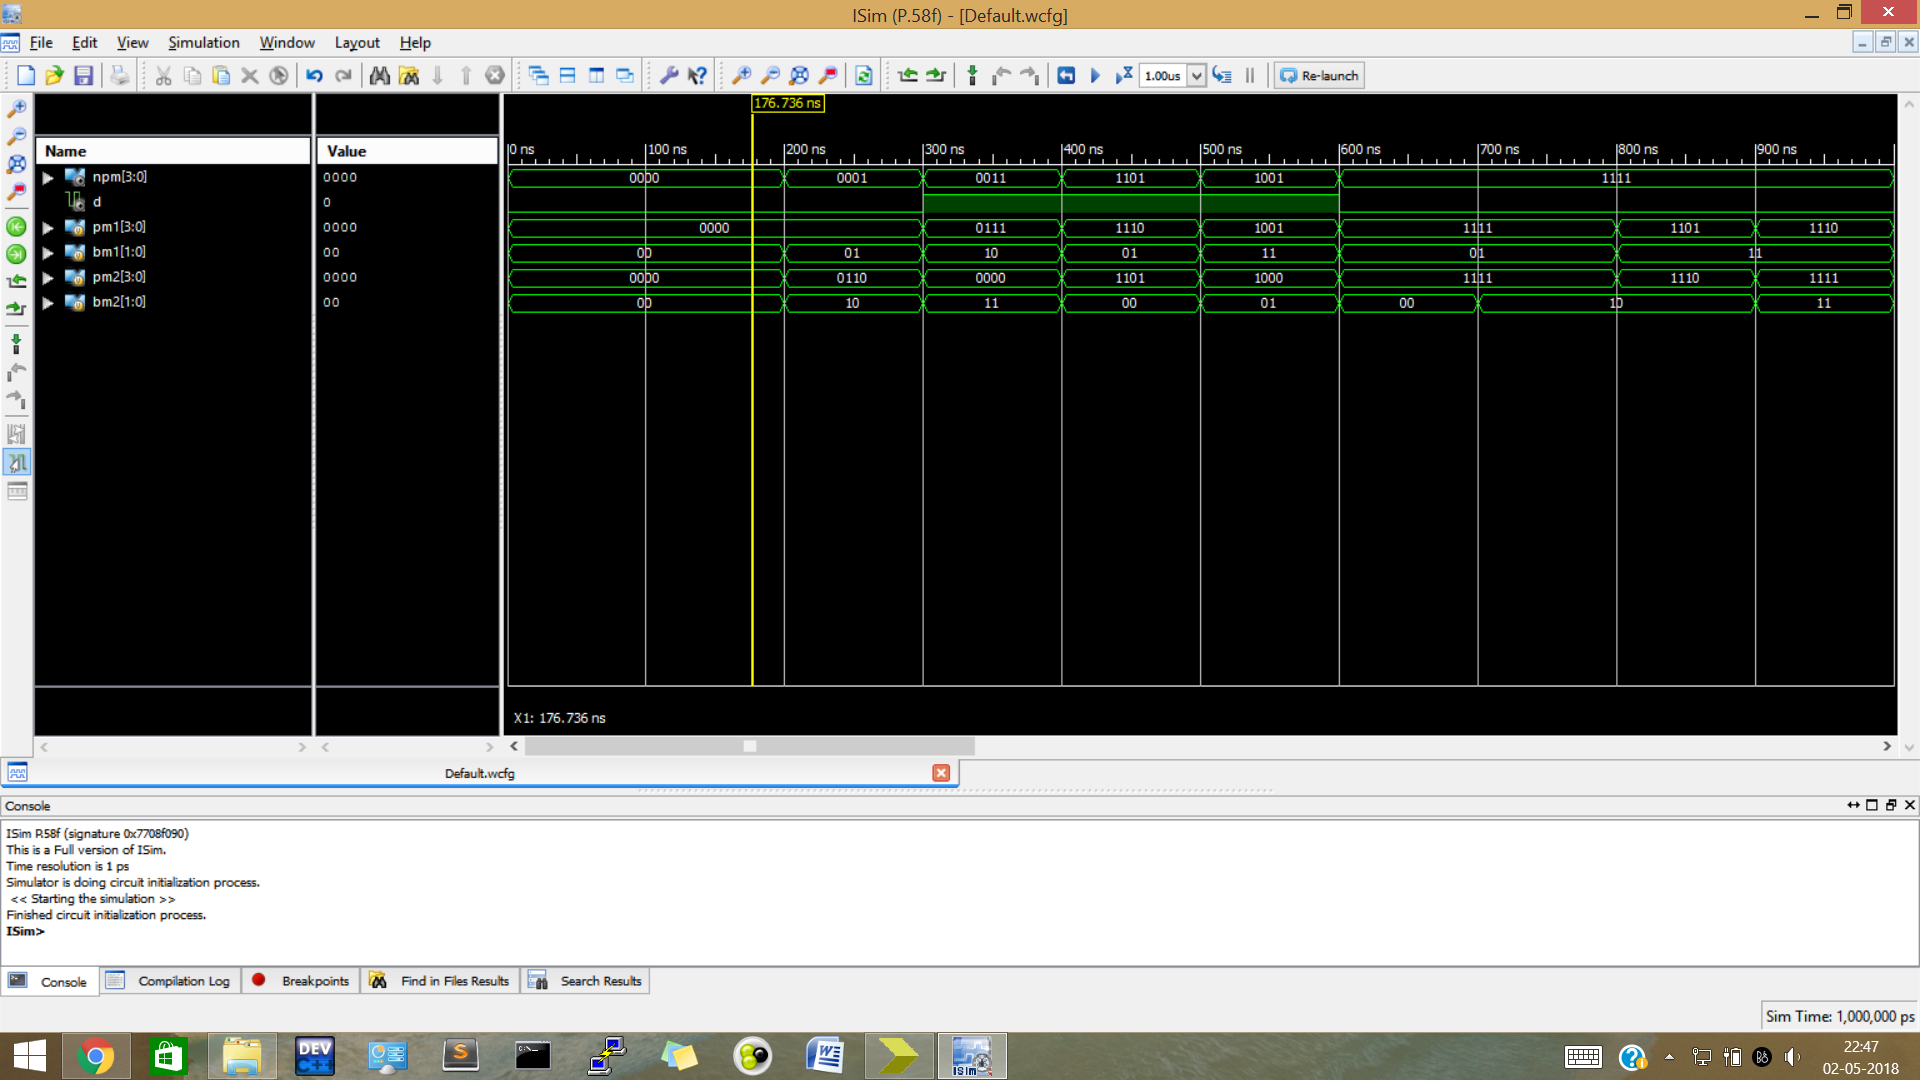 ISim (P.58f) - [Default.wcfg]
File Edit View Simulation Window Layout Help
1.00us Re-launch
176.736 ns
Name Value
0 ns 100 ns 200 ns 300 ns 400 ns 500 ns 600 ns 700 ns 800 ns 900 ns
npm[3:0] 0000 0000 0001 0011 1101 1001 1111
d 0
pm1[3:0] 0000 0000 0111 1110 1001 1111 1101 1110
bm1[1:0] 00 00 01 10 01 11 01 11
pm2[3:0] 0000 0000 0110 0000 1101 1000 1111 1110 1111
bm2[1:0] 00 00 10 11 00 01 00 10 11
X1: 176.736 ns
Default.wcfg
Console
ISim P.58f (signature 0x7708f090)
This is a Full version of ISim.
Time resolution is 1 ps
Simulator is doing circuit initialization process.
<< Starting the simulation >>
Finished circuit initialization process.
ISim>
Console Compilation Log Breakpoints Find in Files Results Search Results
Sim Time: 1,000,000 ps
DEV C++
S
ISim
22:47
02-05-2018